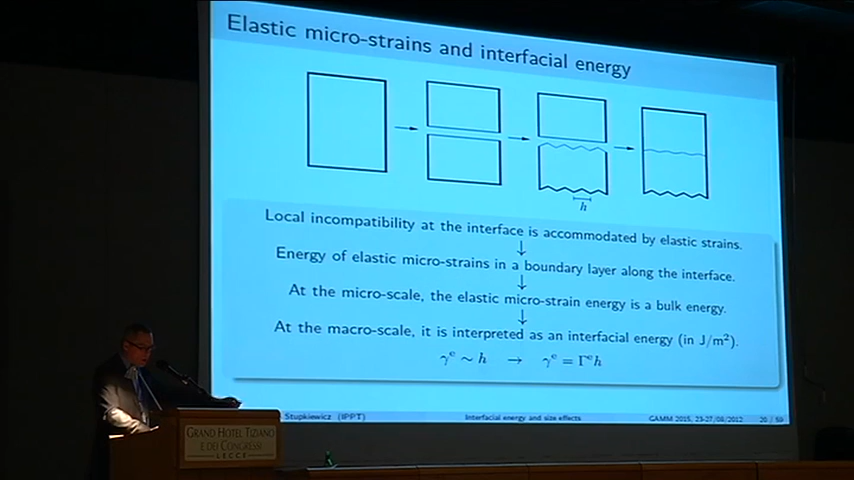 Elastic micro-strains and interfacial energy
h
Local incompatibility at the interface is accommodated by elastic strains.
↓
Energy of elastic micro-strains in a boundary layer along the interface.
↓
At the micro-scale, the elastic micro-strain energy is a bulk energy.
↓
At the macro-scale, it is interpreted as an interfacial energy (in J/m²).
γᵉ ∼ h → γᵉ = Γᵉh
Stupkiewicz (IPPT) Interfacial energy and size effects GAMM 2015, 23-27/03/2012 20 / 59
GRAND HOTEL TIZIANO
E DEI CONGRESSI
LECCE